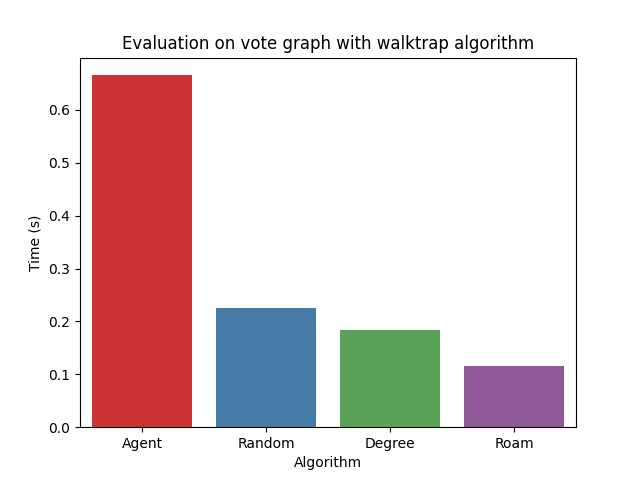 Evaluation on vote graph with walktrap algorithm
Time (s)
0.6
0.5
0.4
0.3
0.2
0.1
0.0
Agent Random Degree Roam
Algorithm